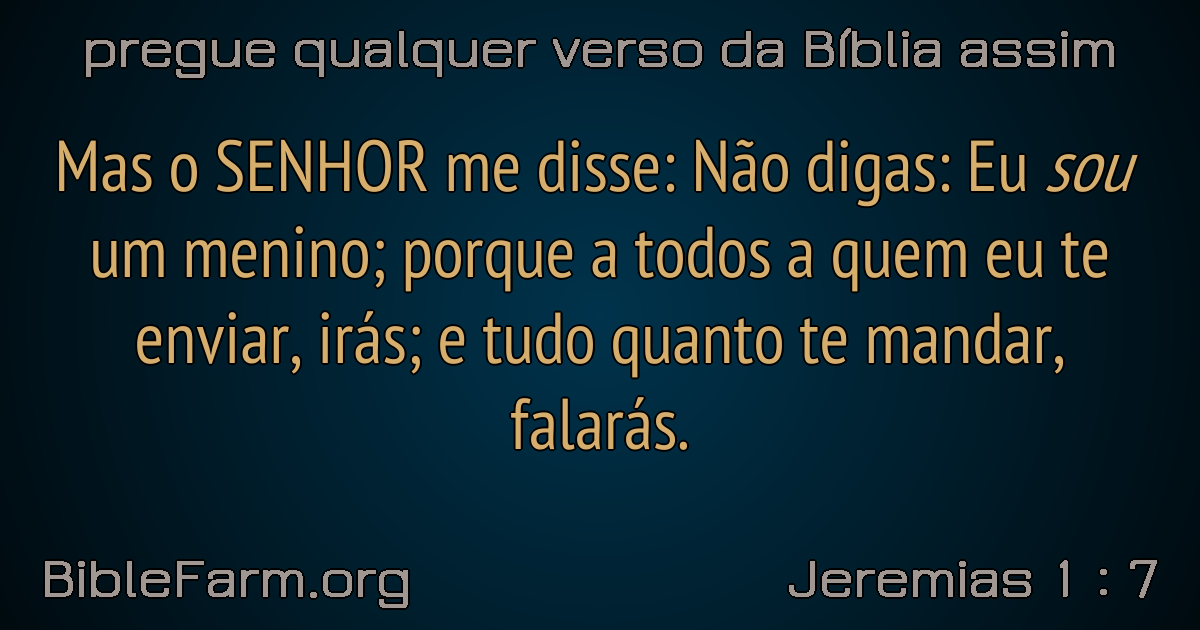 pregue qualquer verso da Bíblia assim
Mas o SENHOR me disse: Não digas: Eu sou
um menino; porque a todos a quem eu te
enviar, irás; e tudo quanto te mandar,
falarás.
BibleFarm.org
Jeremias 1 : 7